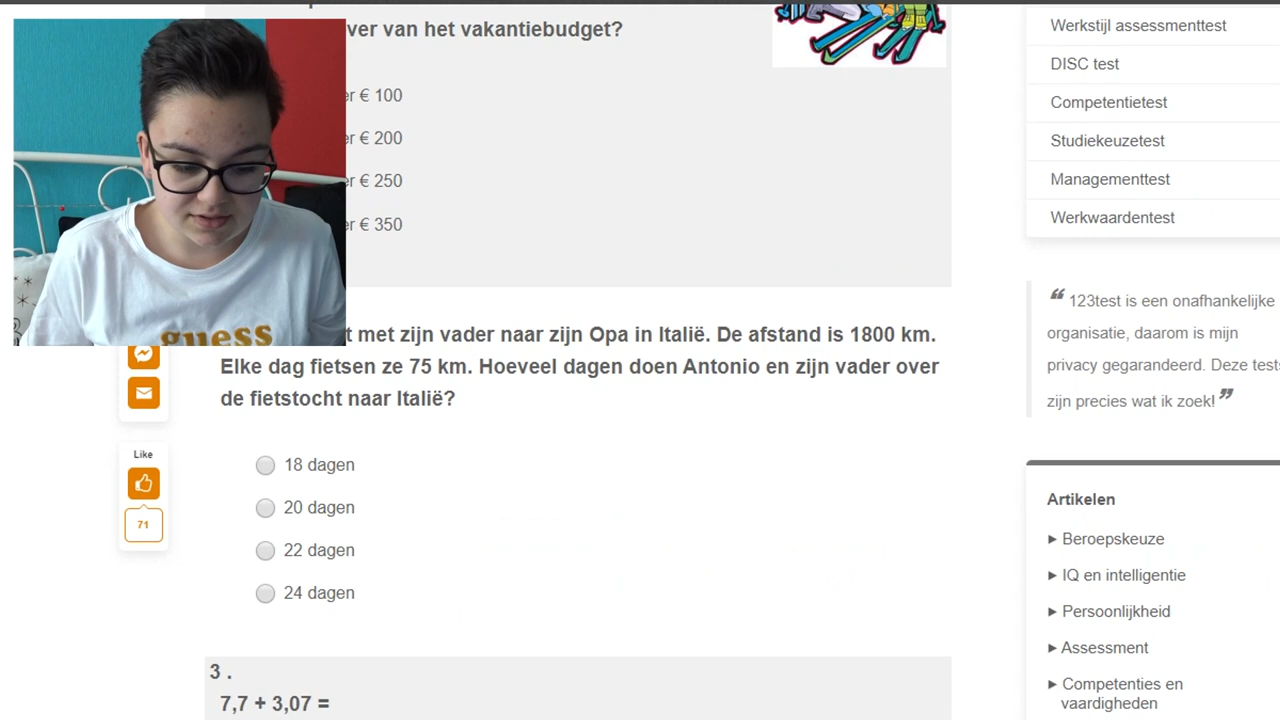 ver van het vakantiebudget?
er € 100
er € 200
er € 250
er € 350
t met zijn vader naar zijn Opa in Italië. De afstand is 1800 km.
Elke dag fietsen ze 75 km. Hoeveel dagen doen Antonio en zijn vader over
de fietstocht naar Italië?
18 dagen
20 dagen
22 dagen
24 dagen
3 .
7,7 + 3,07 =
guess
Like
71
Werkstijl assessmenttest
DISC test
Competentietest
Studiekeuzetest
Managementtest
Werkwaardentest
❝ 123test is een onafhankelijke
organisatie, daarom is mijn
privacy gegarandeerd. Deze tests
zijn precies wat ik zoek! ❞
Artikelen
▸ Beroepskeuze
▸ IQ en intelligentie
▸ Persoonlijkheid
▸ Assessment
▸ Competenties en
vaardigheden